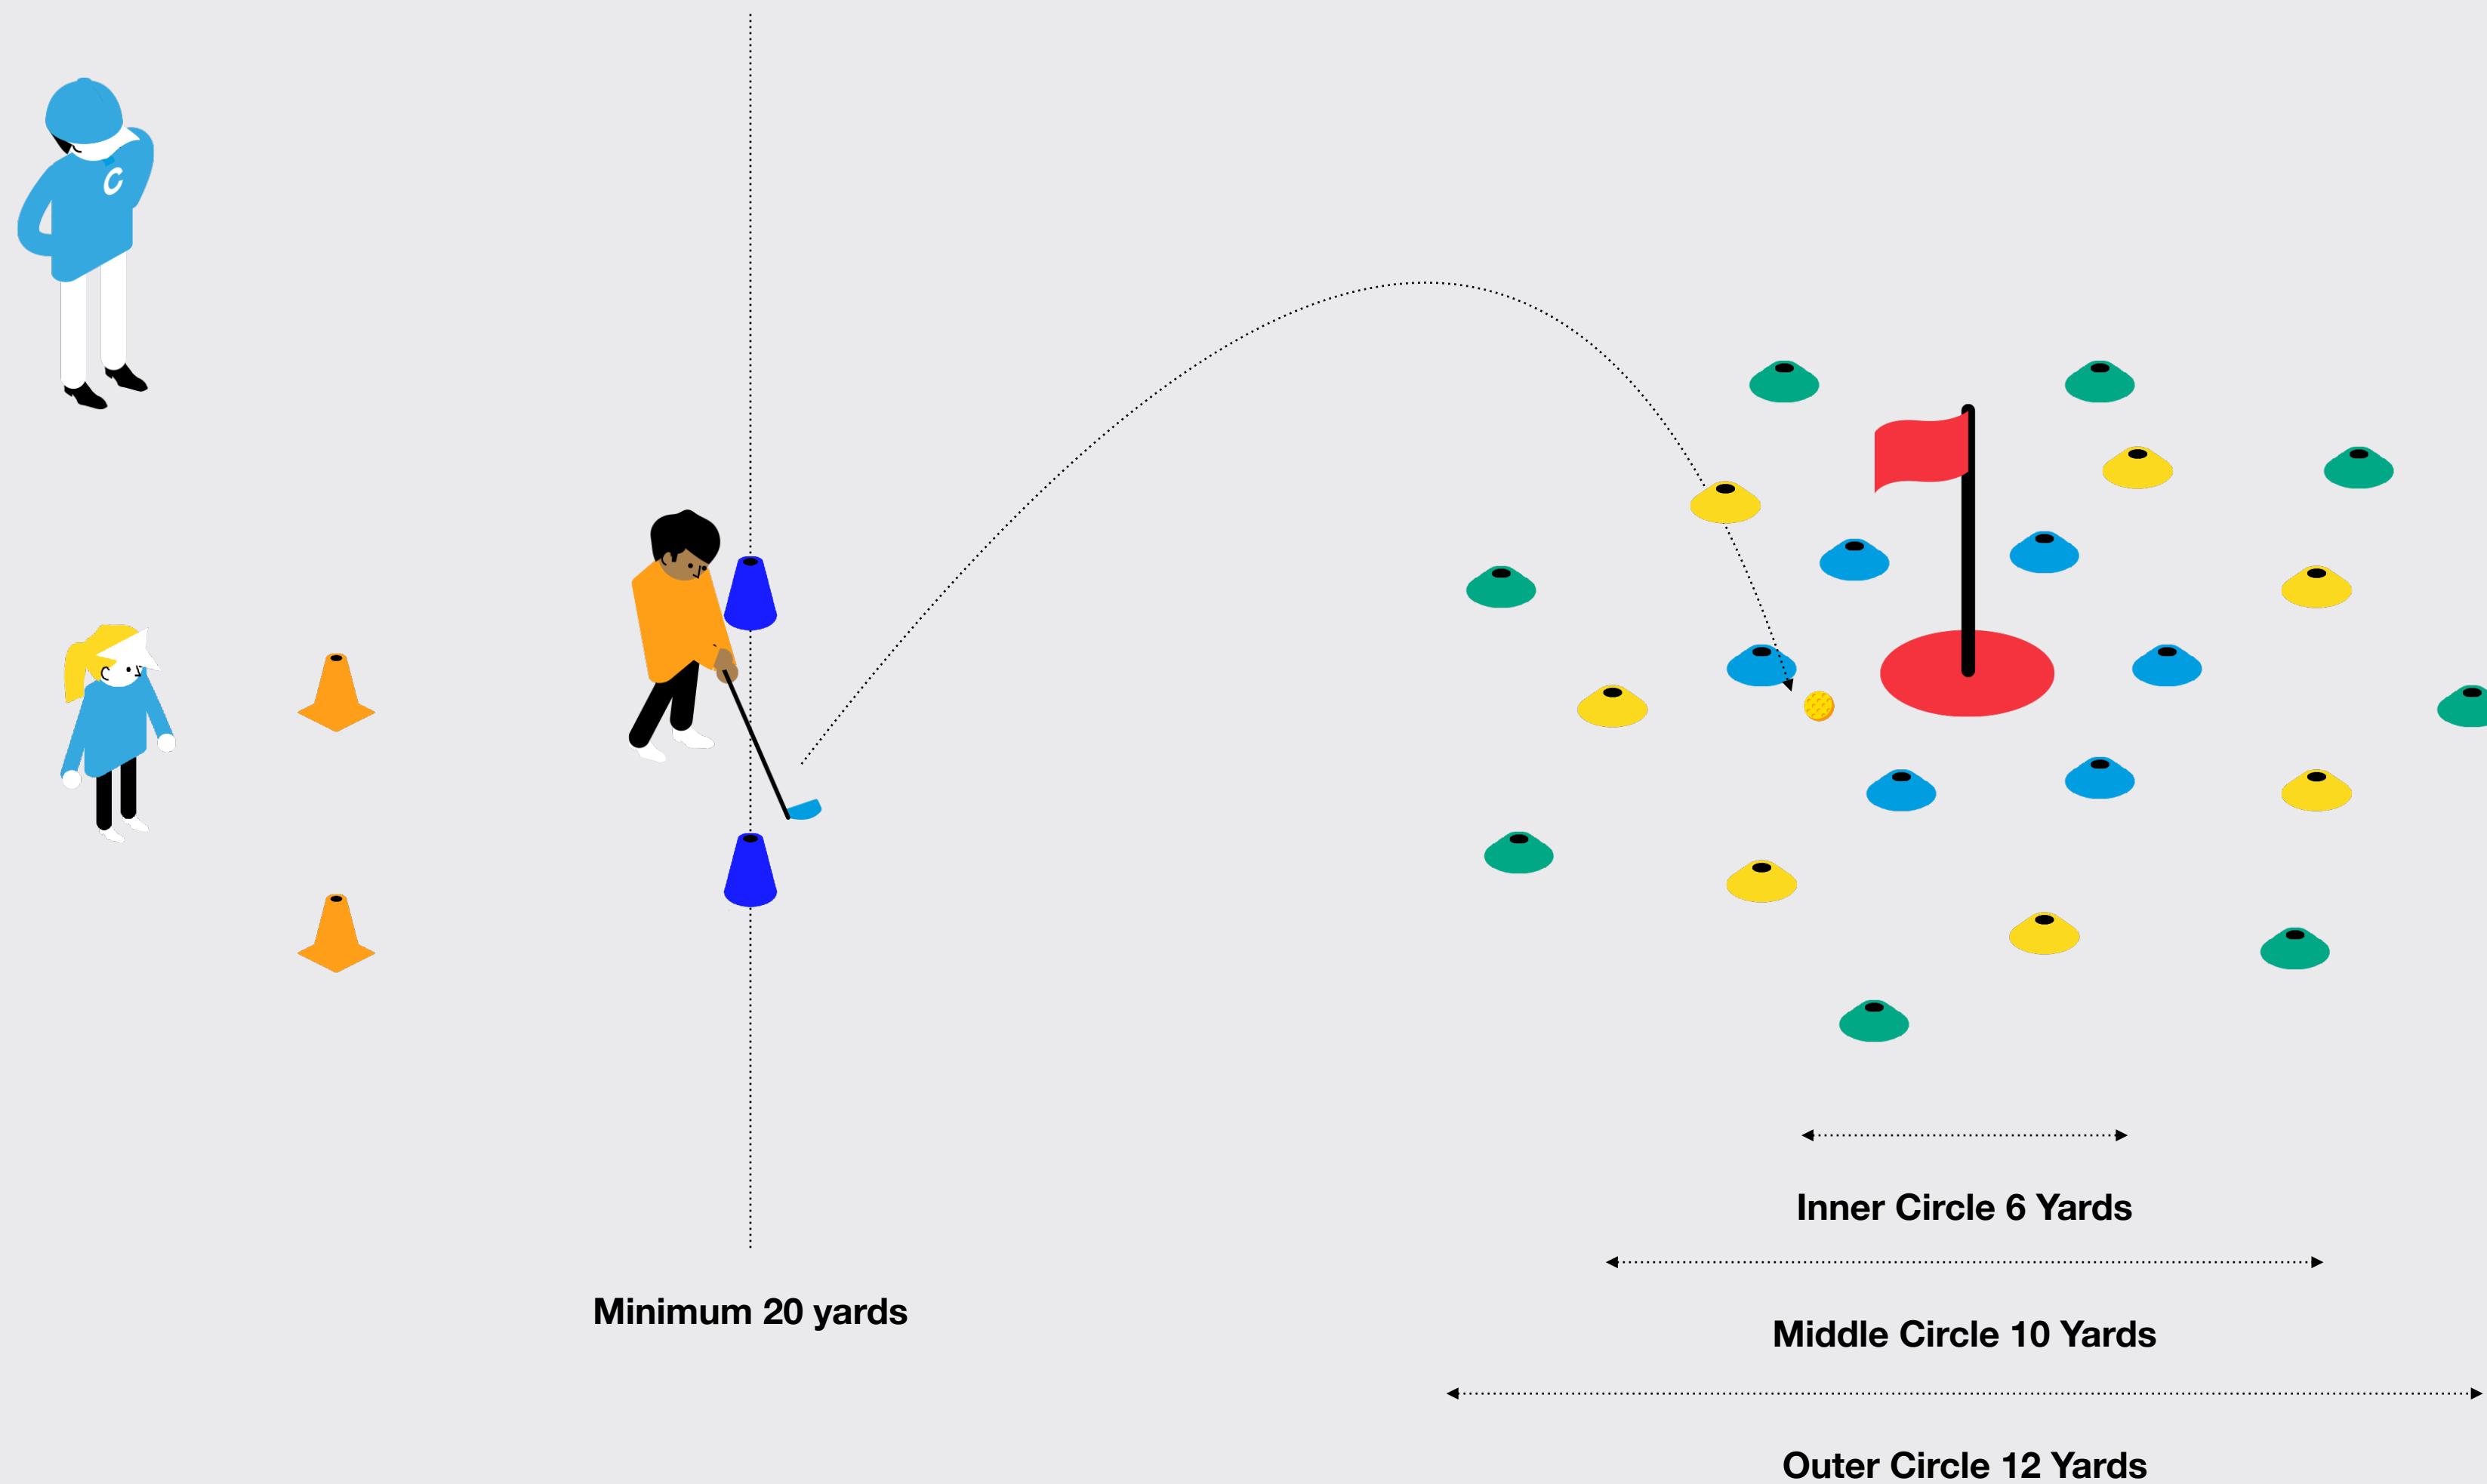 C
Minimum 20 yards
Inner Circle 6 Yards
Middle Circle 10 Yards
Outer Circle 12 Yards